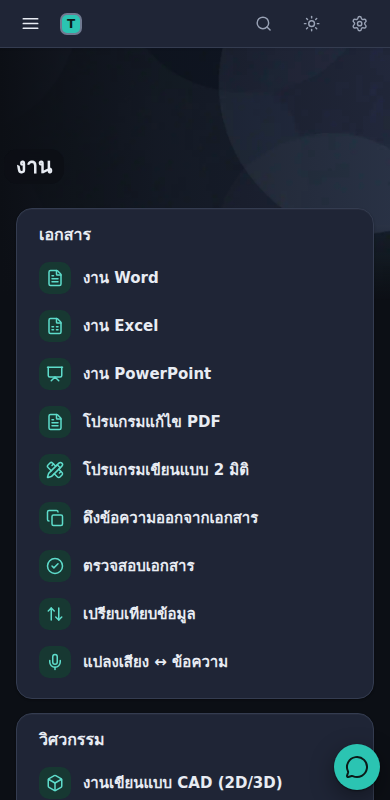 T
งาน
เอกสาร
งาน Word
งาน Excel
งาน PowerPoint
โปรแกรมแก้ไข PDF
โปรแกรมเขียนแบบ 2 มิติ
ดึงข้อความออกจากเอกสาร
ตรวจสอบเอกสาร
เปรียบเทียบข้อมูล
แปลงเสียง ↔ ข้อความ
วิศวกรรม
งานเขียนแบบ CAD (2D/3D)